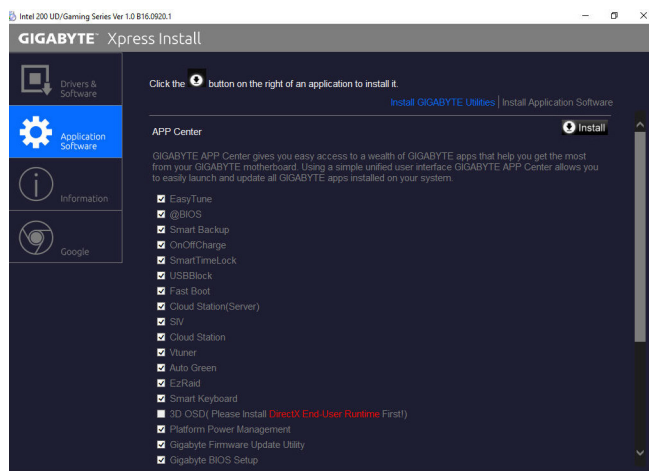 Intel 200 UD/Gaming Series Ver 1.0 B16.0920.1
GIGABYTE™ Xpress Install
Drivers &
Software
Application
Software
Information
Google
Click the button on the right of an application to install it.
Install GIGABYTE Utilities | Install Application Software
APP Center
Install
GIGABYTE APP Center gives you easy access to a wealth of GIGABYTE apps that help you get the most
from your GIGABYTE motherboard. Using a simple unified user interface GIGABYTE APP Center allows you
to easily launch and update all GIGABYTE apps installed on your system.
EasyTune
@BIOS
Smart Backup
OnOffCharge
SmartTimeLock
USBBlock
Fast Boot
Cloud Station(Server)
SIV
Cloud Station
Vtuner
Auto Green
EzRaid
Smart Keyboard
3D OSD( Please Install DirectX End-User Runtime First!)
Platform Power Management
Gigabyte Firmware Update Utility
Gigabyte BIOS Setup